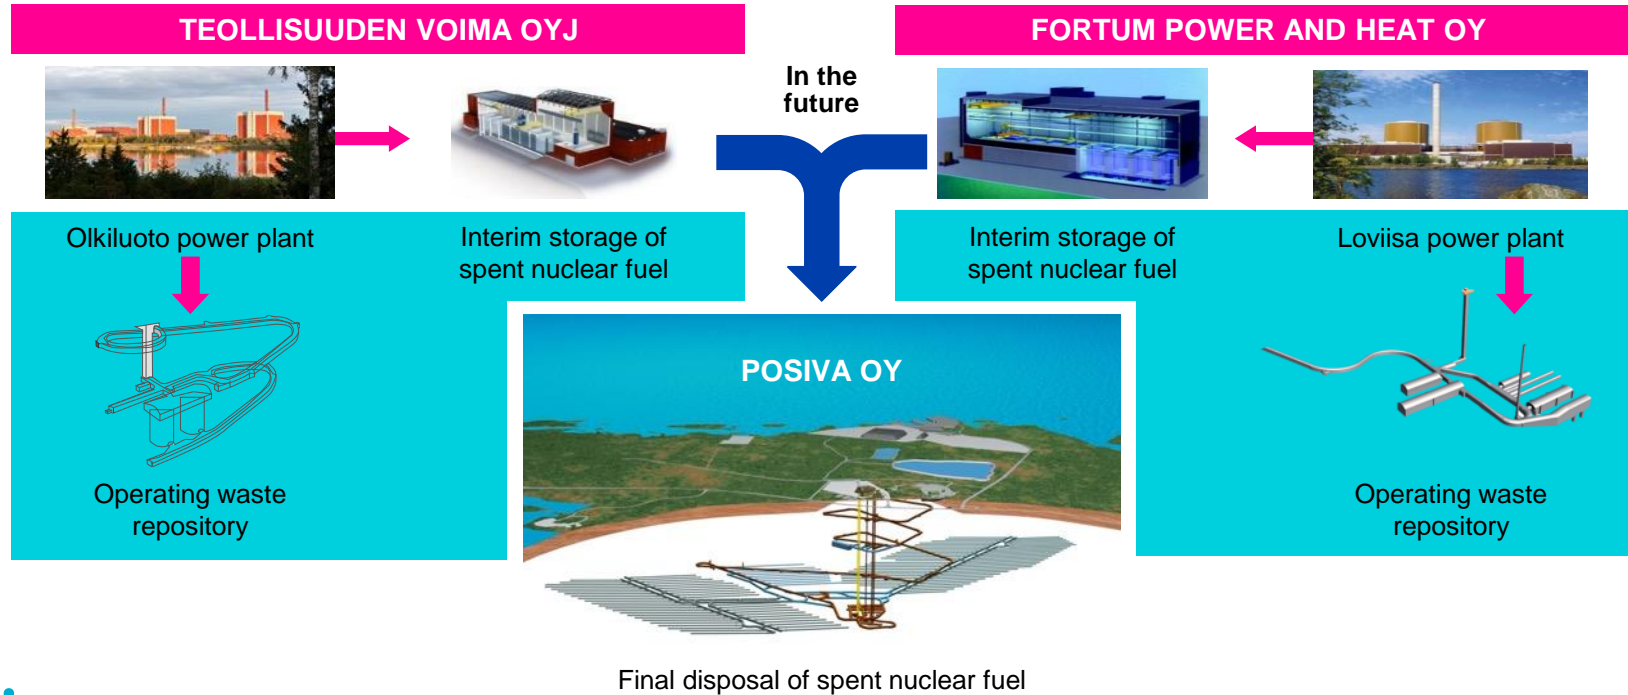 TEOLLISUUDEN VOIMA OYJ
FORTUM POWER AND HEAT OY
In the
future
Olkiluoto power plant
Interim storage of
spent nuclear fuel
Interim storage of
spent nuclear fuel
Loviisa power plant
POSIVA OY
Operating waste
repository
Operating waste
repository
Final disposal of spent nuclear fuel